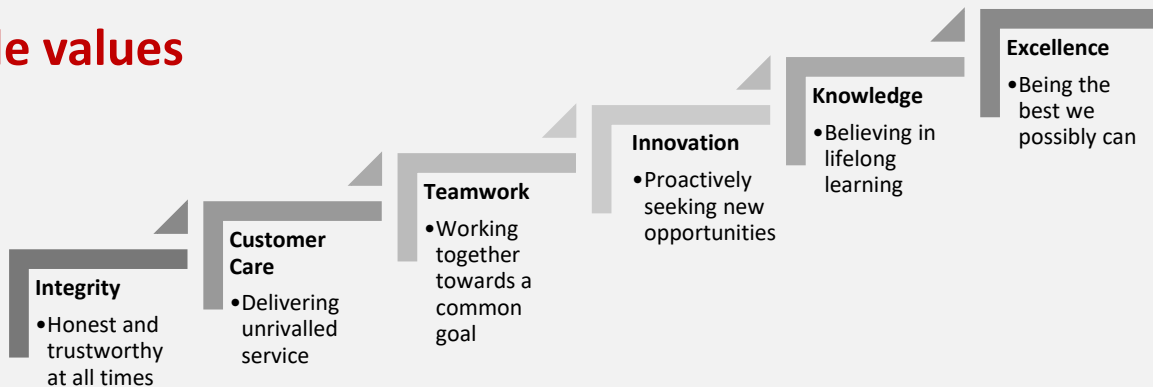 le values
Integrity
•Honest and
trustworthy
at all times
Customer
Care
•Delivering
unrivalled
service
Teamwork
•Working
together
towards a
common
goal
Innovation
•Proactively
seeking new
opportunities
Knowledge
•Believing in
lifelong
learning
Excellence
•Being the
best we
possibly can